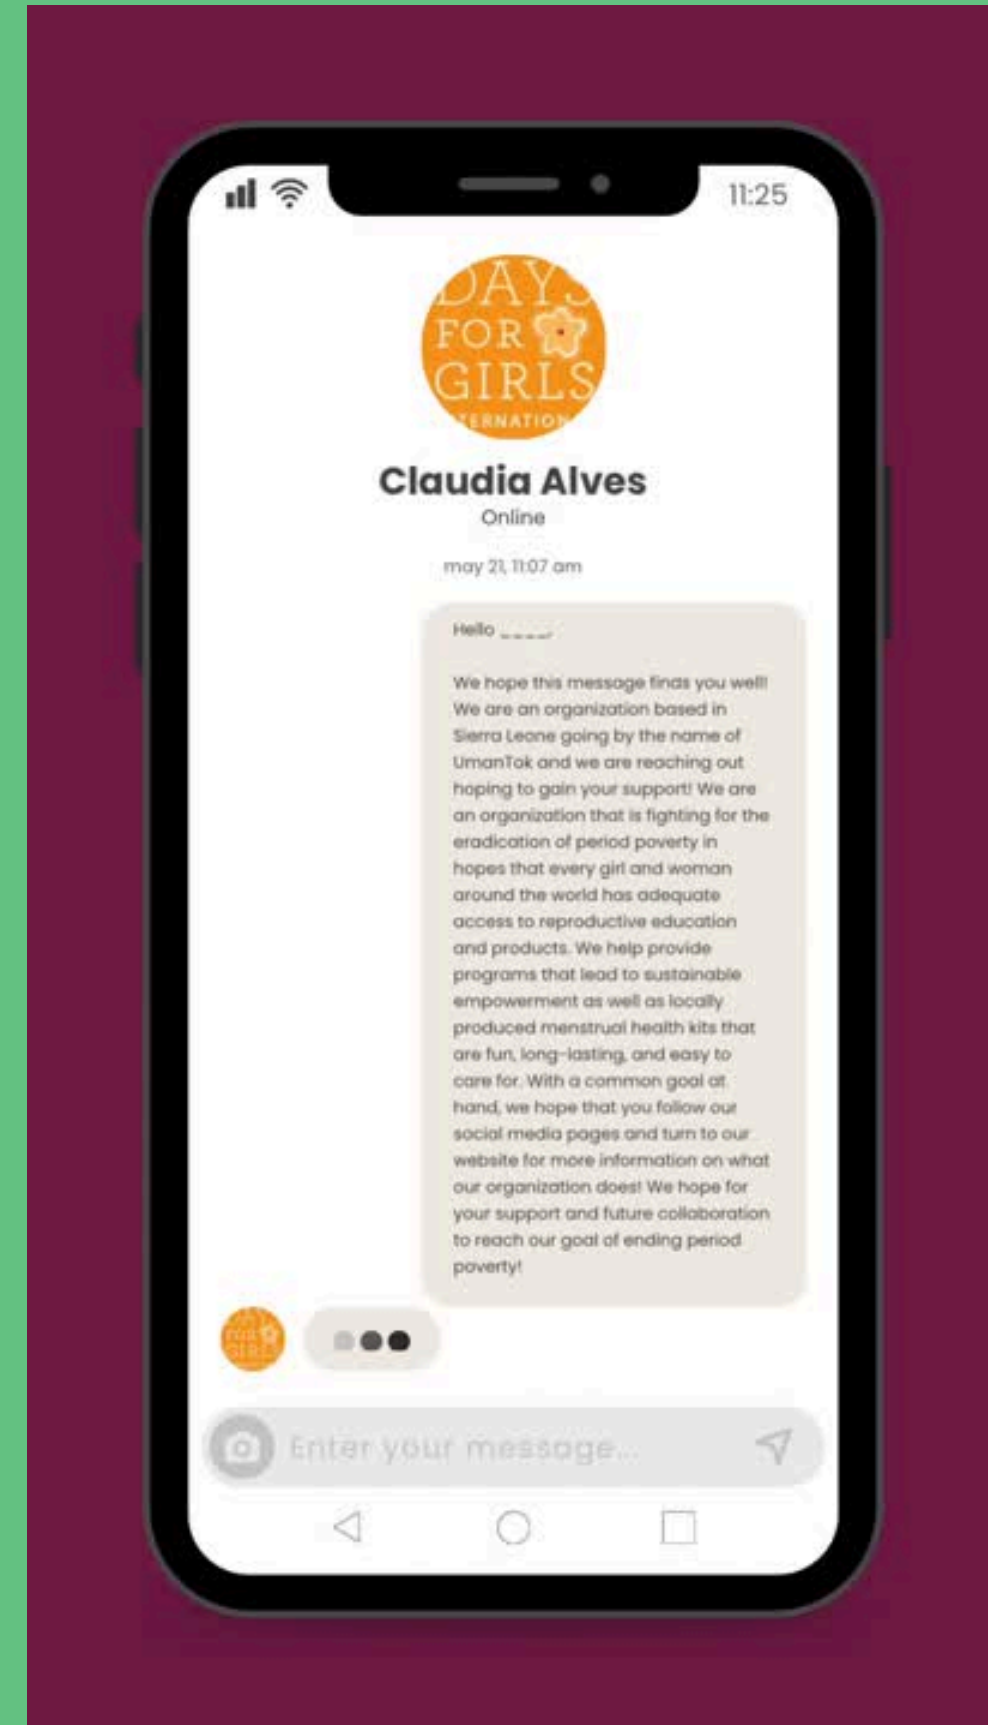 11:25
DAYS
FOR
GIRLS
TERNATION
Claudia Alves
Online
may 21, 11:07 am
Hello _ _ _ _,
We hope this message finds you well!
We are an organization based in
Sierra Leone going by the name of
UmanTok and we are reaching out
hoping to gain your support! We are
an organization that is fighting for the
eradication of period poverty in
hopes that every girl and woman
around the world has adequate
access to reproductive education
and products. We help provide
programs that lead to sustainable
empowerment as well as locally
produced menstrual health kits that
are fun, long-lasting, and easy to
care for. With a common goal at
hand, we hope that you follow our
social media pages and turn to our
website for more information on what
our organization does! We hope for
your support and future collaboration
to reach our goal of ending period
poverty!
DAY
FOR
GIRL
Enter your message...